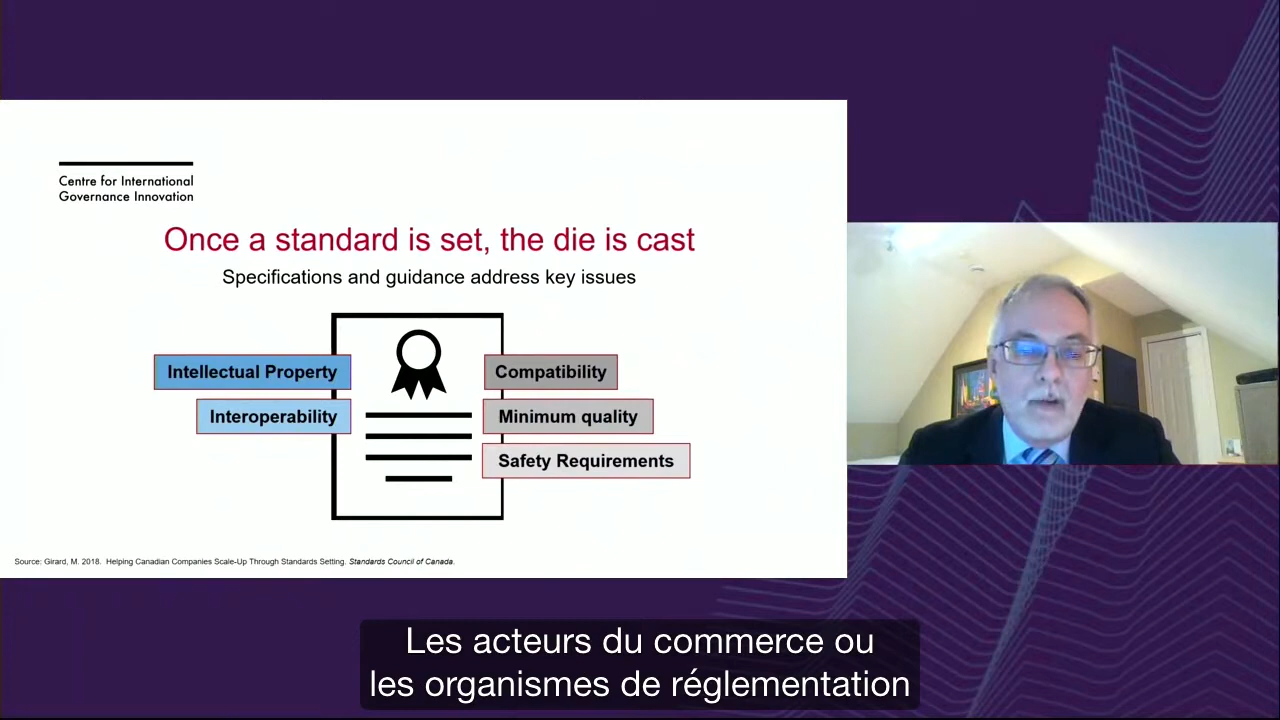 Centre for International
Governance Innovation
Once a standard is set, the die is cast
Specifications and guidance address key issues
Intellectual Property
Interoperability
Compatibility
Minimum quality
Safety Requirements
Source: Girard, M. 2018. Helping Canadian Companies Scale-Up Through Standards Setting. Standards Council of Canada.
Les acteurs du commerce ou
les organismes de réglementation